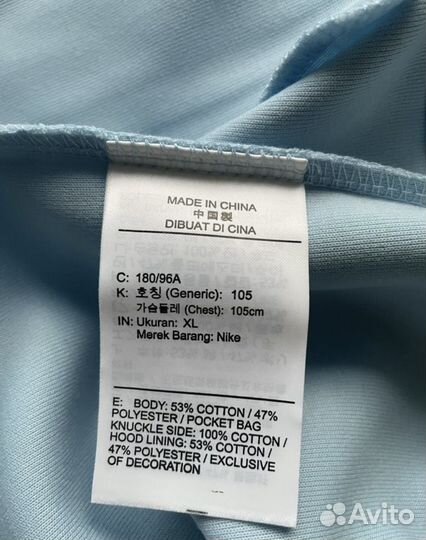 MADE IN CHINA
中国製
DIBUAT DI CINA
C: 180/96A
K: 호칭 (Generic): 105
가슴둘레 (Chest): 105cm
IN: Ukuran: XL
Merek Barang: Nike
E: BODY: 53% COTTON / 47%
POLYESTER / POCKET BAG
KNUCKLE SIDE: 100% COTTON /
HOOD LINING: 53% COTTON /
47% POLYESTER / EXCLUSIVE
OF DECORATION
Avito